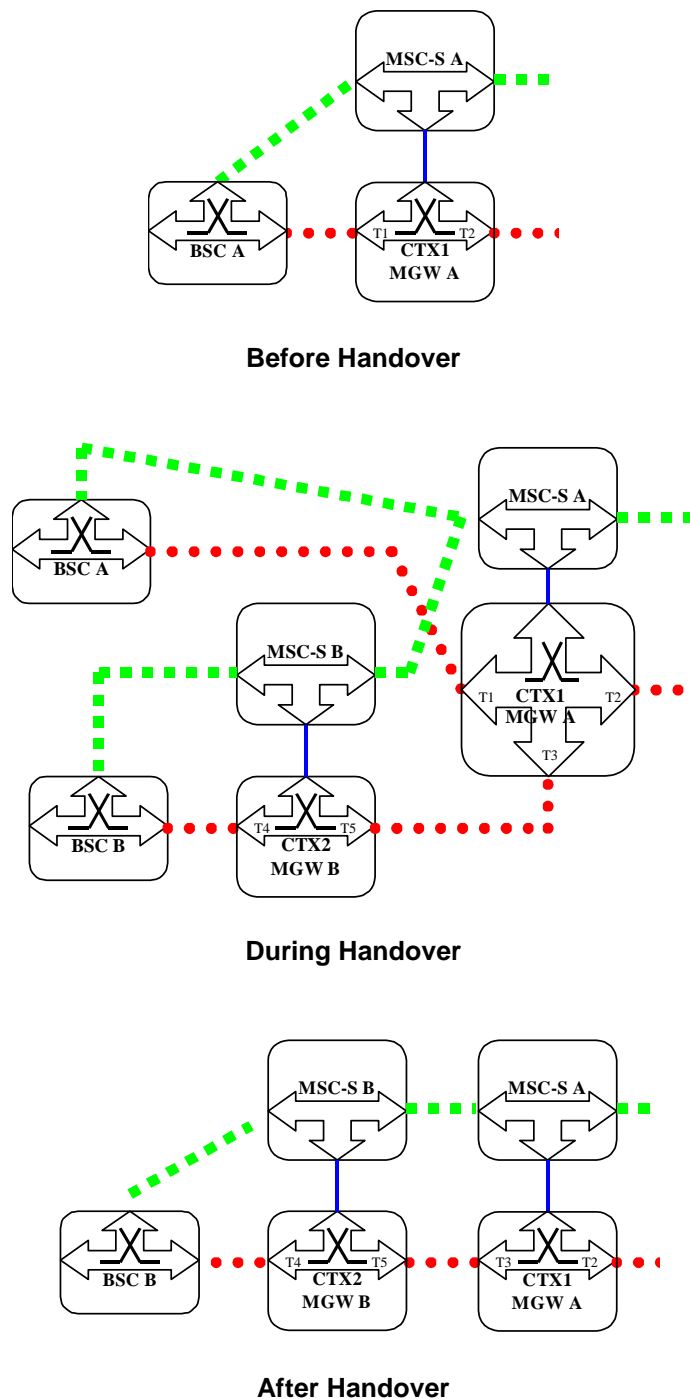 MSC-S A
BSC A
T1
T2
CTX1
MGW A
Before Handover
MSC-S A
BSC A
MSC-S B
T1
CTX1
T2
MGW A
T3
BSC B
T4
T5
CTX2
MGW B
During Handover
MSC-S B
MSC-S A
BSC B
T4
T5
CTX2
MGW B
T3
T2
CTX1
MGW A
After Handover